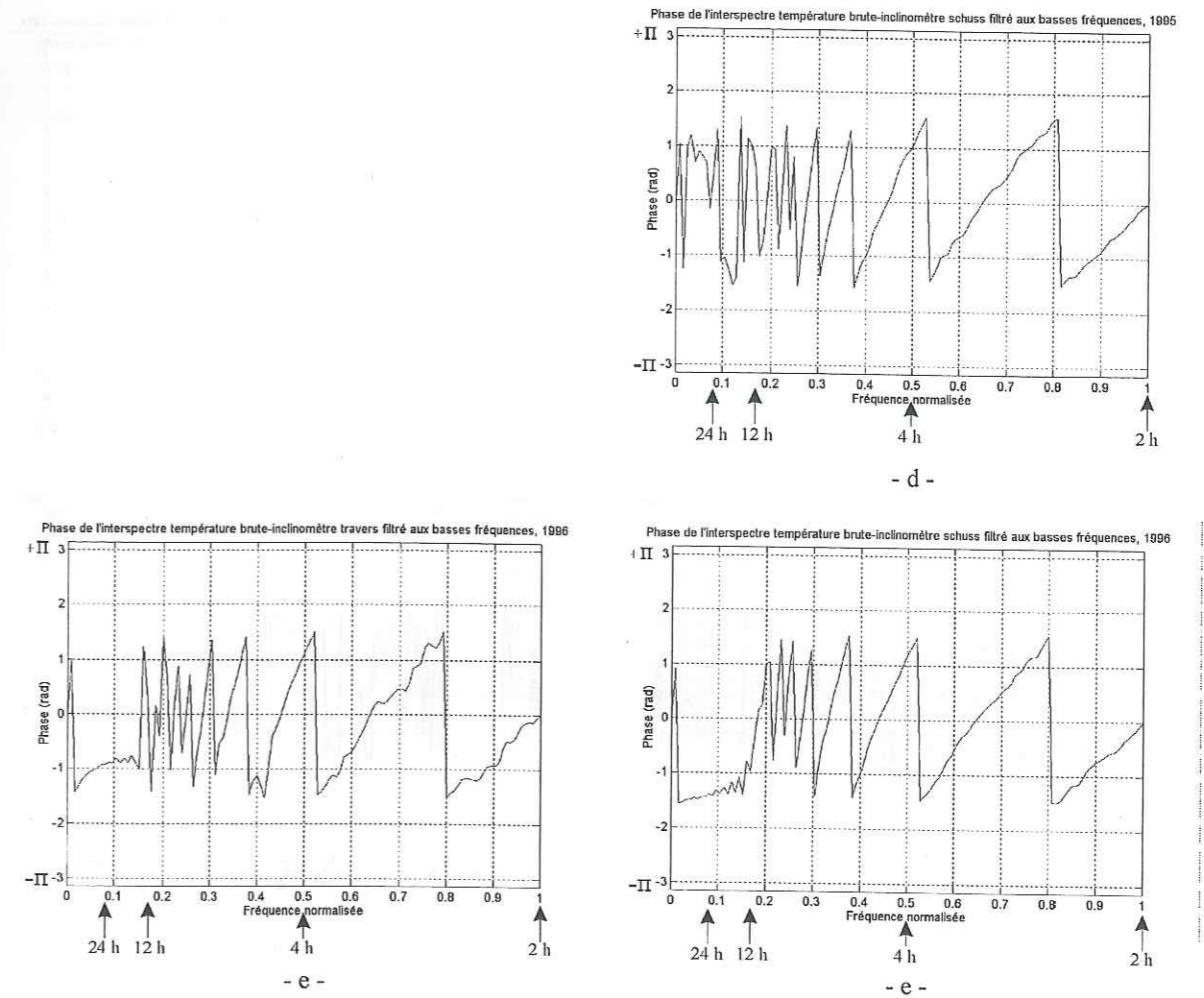 Phase de l'interspectre température brute-inclinomètre schuss filtré aux basses fréquences, 1995
+Π 3
2
1
0
-1
-2
-Π -3
Phase (rad)
0 0.1 0.2 0.3 0.4 0.5 0.6 0.7 0.8 0.9 1
Fréquence normalisée
24 h 12 h 4 h 2 h
- d -
Phase de l'interspectre température brute-inclinomètre travers filtré aux basses fréquences, 1996
+Π 3
2
1
0
-1
-2
-Π -3
Phase (rad)
0 0.1 0.2 0.3 0.4 0.5 0.6 0.7 0.8 0.9 1
Fréquence normalisée
24 h 12 h 4 h 2 h
- e -
Phase de l'interspectre température brute-inclinomètre schuss filtré aux basses fréquences, 1996
+Π 3
2
1
0
-1
-2
-Π -3
Phase (rad)
0 0.1 0.2 0.3 0.4 0.5 0.6 0.7 0.8 0.9 1
Fréquence normalisée
24 h 12 h 4 h 2 h
- e -